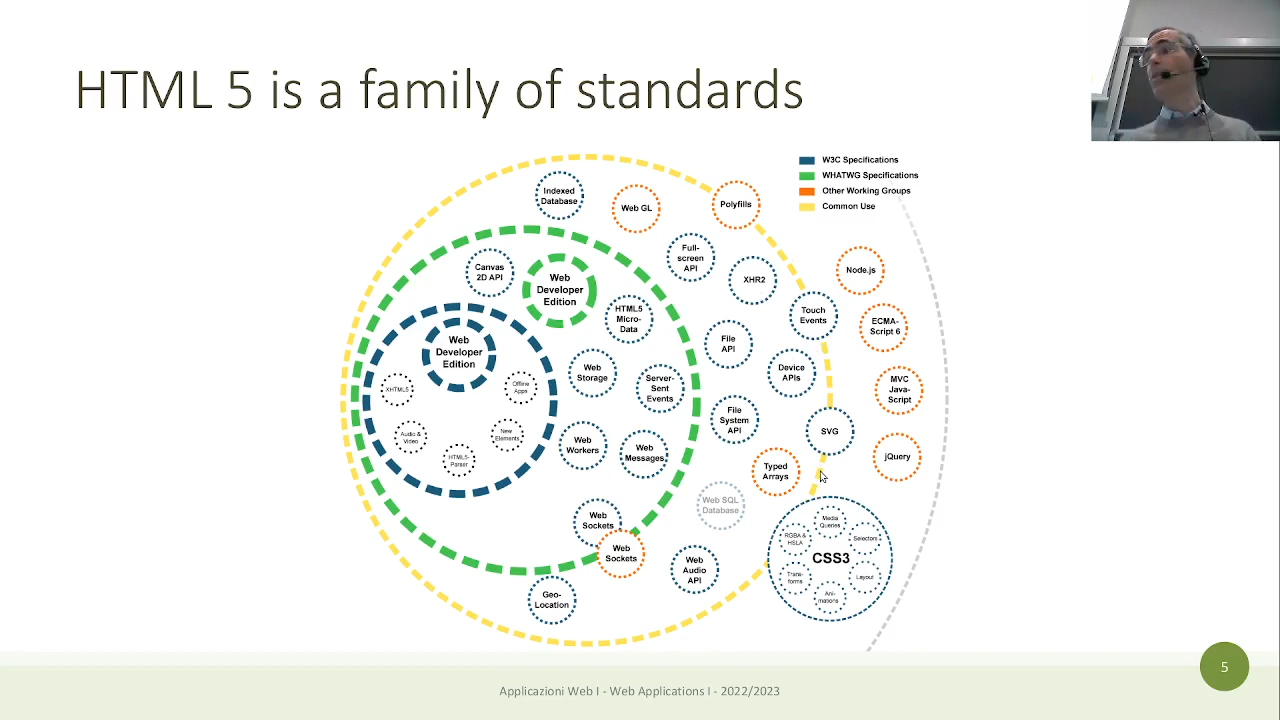 HTML 5 is a family of standards
W3C Specifications
WHATWG Specifications
Other Working Groups
Common Use
Indexed
Database
Web GL
Polyfills
Full-
screen
API
XHR2
Node.js
Canvas
2D API
Web
Developer
Edition
HTML5
Micro-
Data
Touch
Events
ECMA-
Script 6
Web
Developer
Edition
File
API
Device
APIs
Web
Storage
Server-
Sent
Events
MVC
Java-
Script
XHTML5
Offline
Apps
File
System
API
SVG
Audio &
Video
New
Elements
HTML5-
Parser
Web
Workers
Web
Messages
jQuery
Typed
Arrays
Web SQL
Database
Web
Sockets
Web
Sockets
Web
Audio
API
Geo-
Location
Media
Queries
RGBA &
HSLA
Selectors
CSS3
Trans-
forms
Layout
Ani-
mations
5
Applicazioni Web I - Web Applications I - 2022/2023